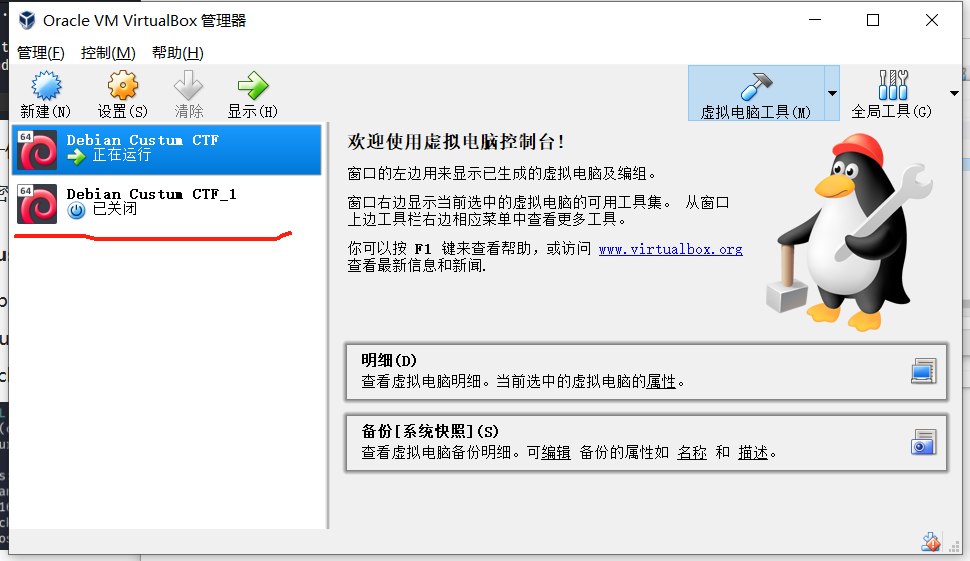 Oracle VM VirtualBox 管理器
管理(F) 控制(M) 帮助(H)
新建(N) 设置(S) 清除 显示(H) 虚拟电脑工具(M) 全局工具(G)
64 Debian Custum CTF
正在运行
64 Debian Custum CTF_1
已关闭
欢迎使用虚拟电脑控制台!
窗口的左边用来显示已生成的虚拟电脑及编组。
窗口右边显示当前选中的虚拟电脑的可用工具集。 从窗口
上边工具栏右边相应菜单中查看更多工具。
你可以按 F1 键来查看帮助，或访问 www.virtualbox.org
查看最新信息和新闻.
明细(D)
查看虚拟电脑明细。当前选中的虚拟电脑的属性。
备份[系统快照](S)
查看虚拟电脑备份明细。可编辑 备份的属性如 名称 和 描述。